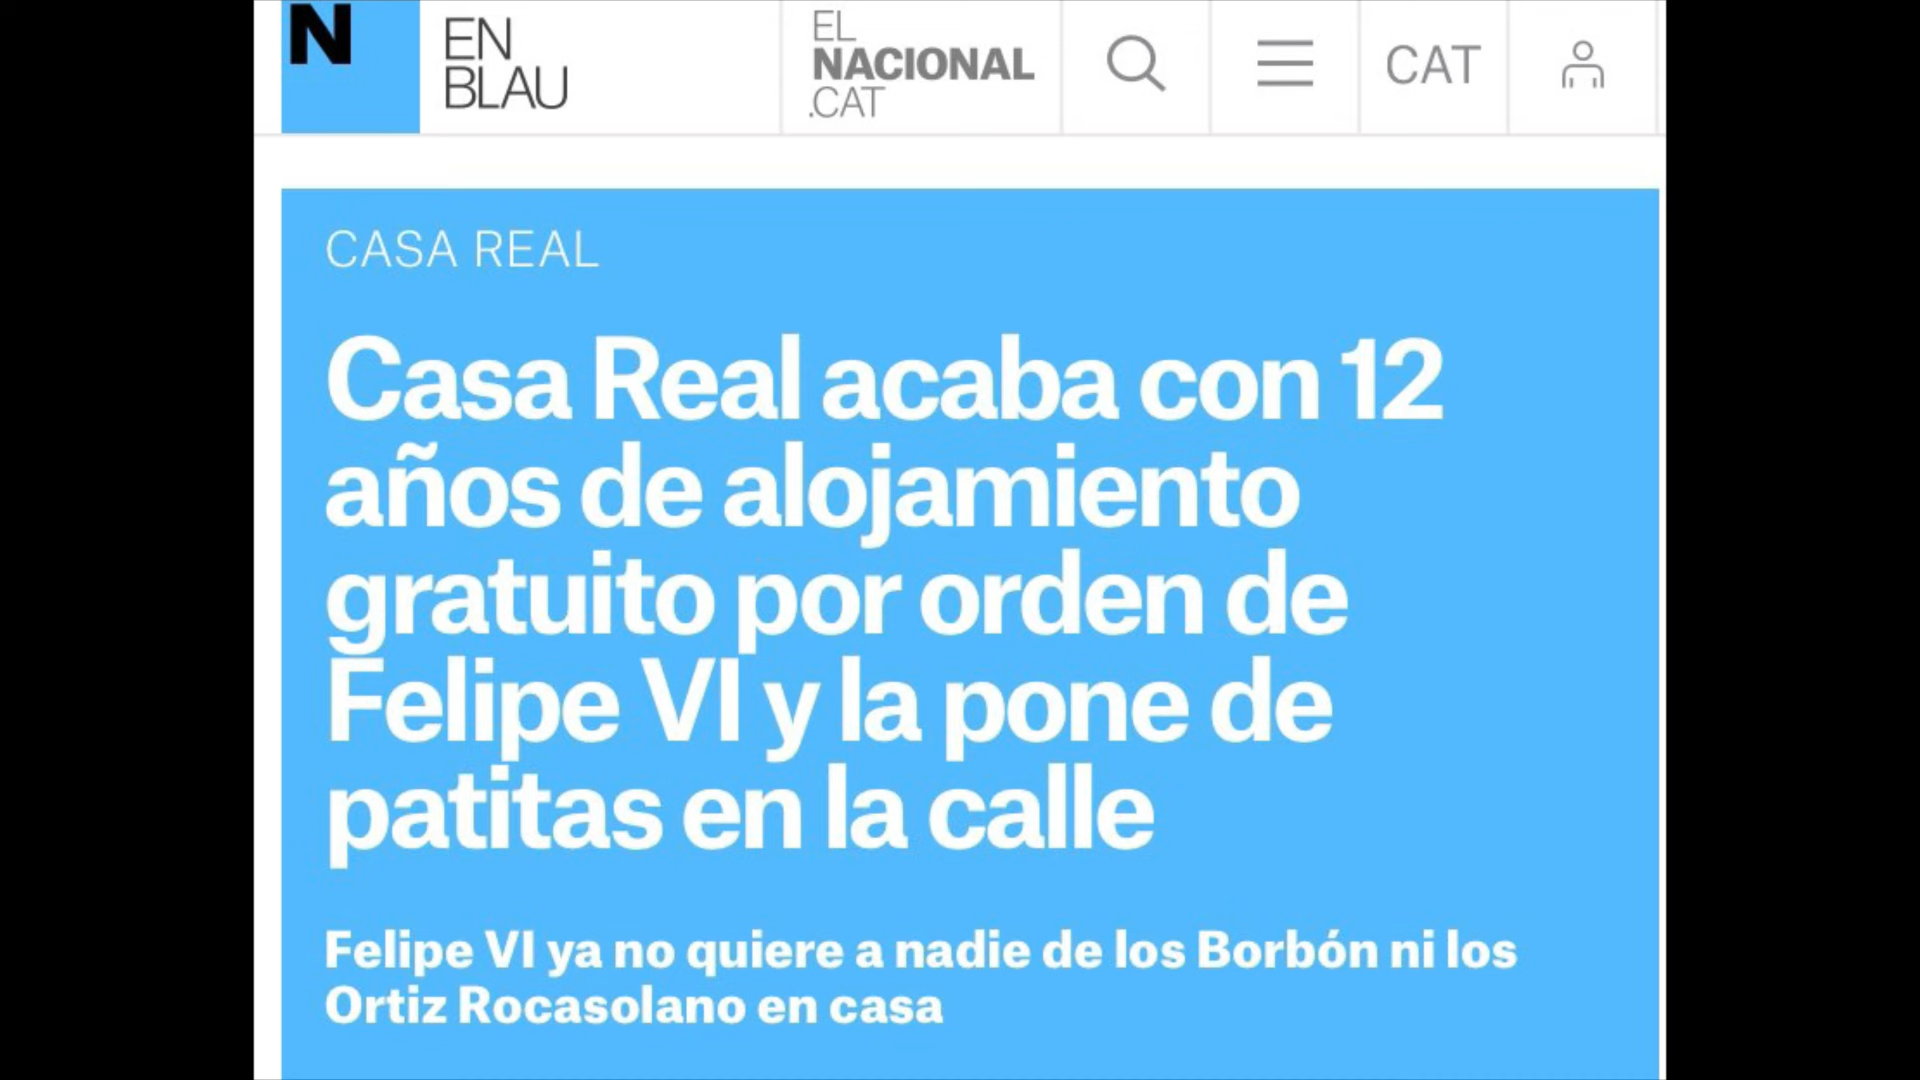 N
EN
BLAU
EL
NACIONAL
.CAT
CAT
CASA REAL
Casa Real acaba con 12
años de alojamiento
gratuito por orden de
Felipe VI y la pone de
patitas en la calle
Felipe VI ya no quiere a nadie de los Borbón ni los
Ortiz Rocasolano en casa